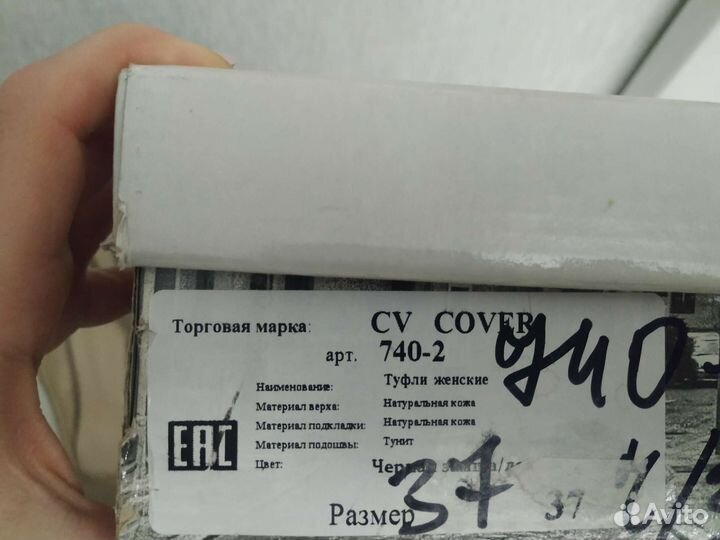 Торговая марка: CV COVER
арт. 740-2
Наименование: Туфли женские
Материал верха: Натуральная кожа
Материал подкладки: Натуральная кожа
Материал подошвы: Тунит
EAC
Цвет:
Размер 37 37
Avito